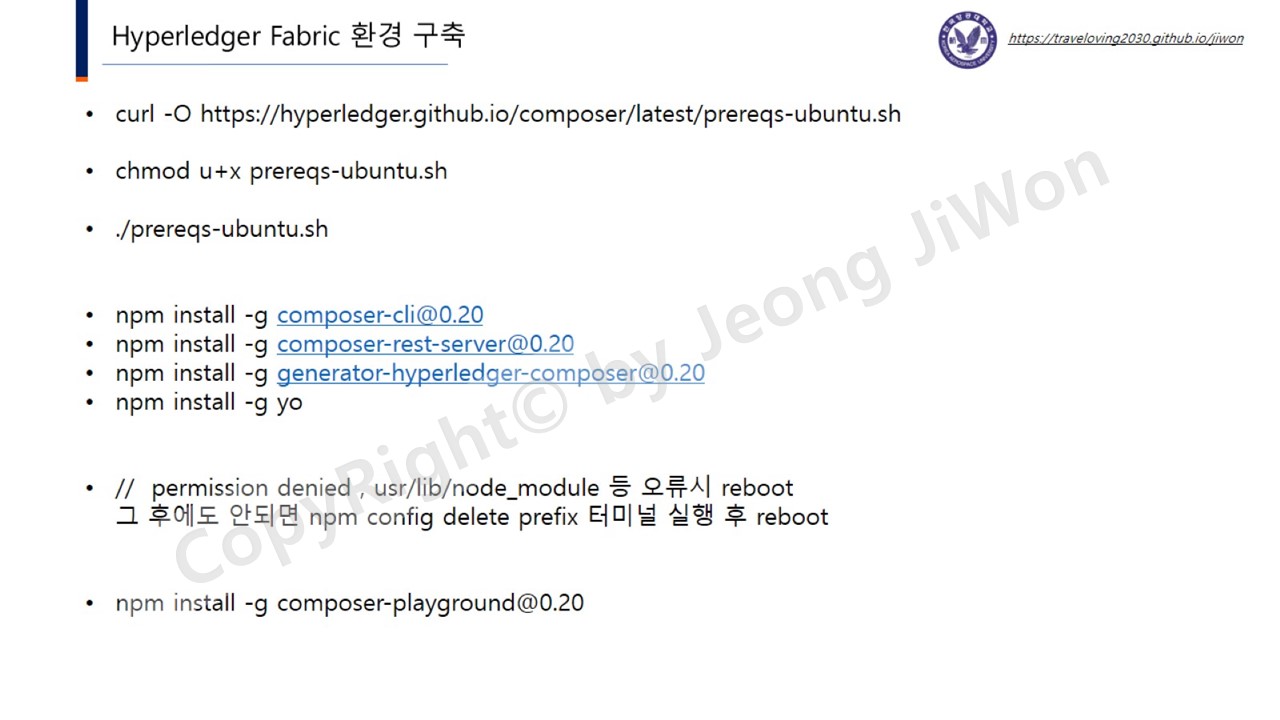 Hyperledger Fabric 환경 구축
https://traveloving2030.github.io/jiwon
• curl -O https://hyperledger.github.io/composer/latest/prereqs-ubuntu.sh
• chmod u+x prereqs-ubuntu.sh
• ./prereqs-ubuntu.sh
• npm install -g composer-cli@0.20
• npm install -g composer-rest-server@0.20
• npm install -g generator-hyperledger-composer@0.20
• npm install -g yo
• // permission denied , usr/lib/node_module 등 오류시 reboot
그 후에도 안되면 npm config delete prefix 터미널 실행 후 reboot
• npm install -g composer-playground@0.20
CopyRight© by Jeong JiWon